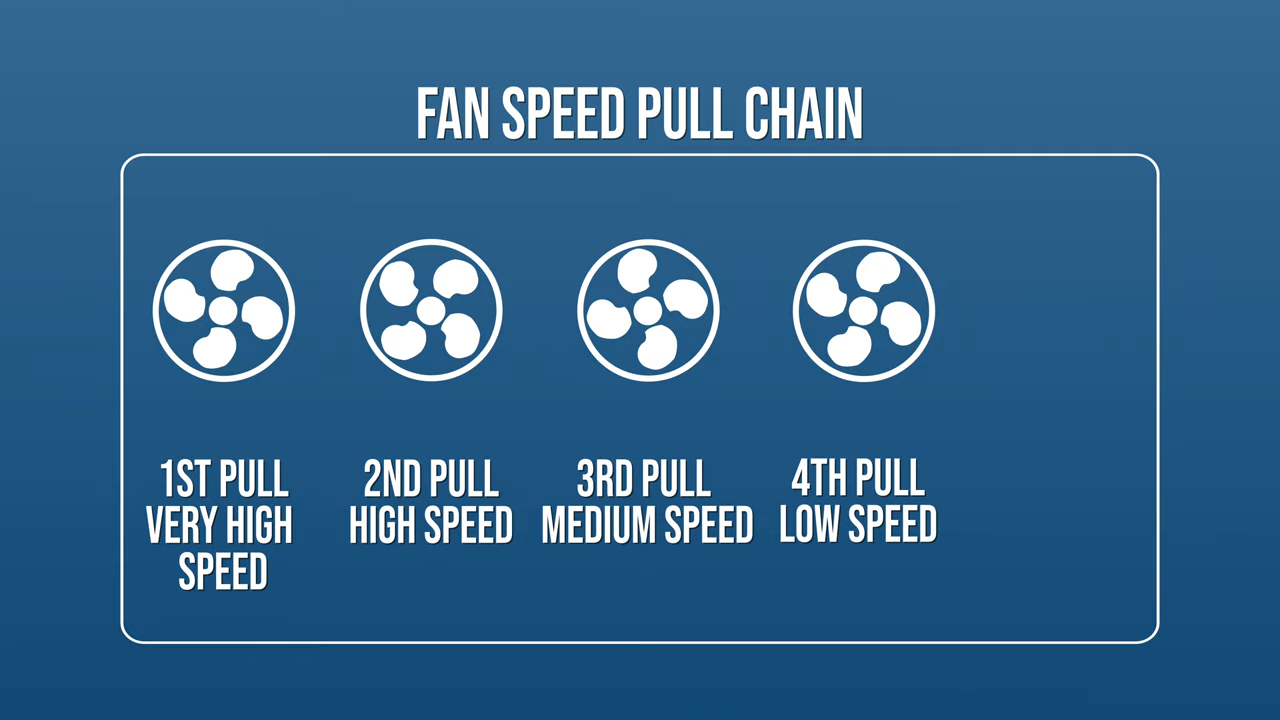 FAN SPEED PULL CHAIN
1ST PULL
VERY HIGH
SPEED
2ND PULL
HIGH SPEED
3RD PULL
MEDIUM SPEED
4TH PULL
LOW SPEED